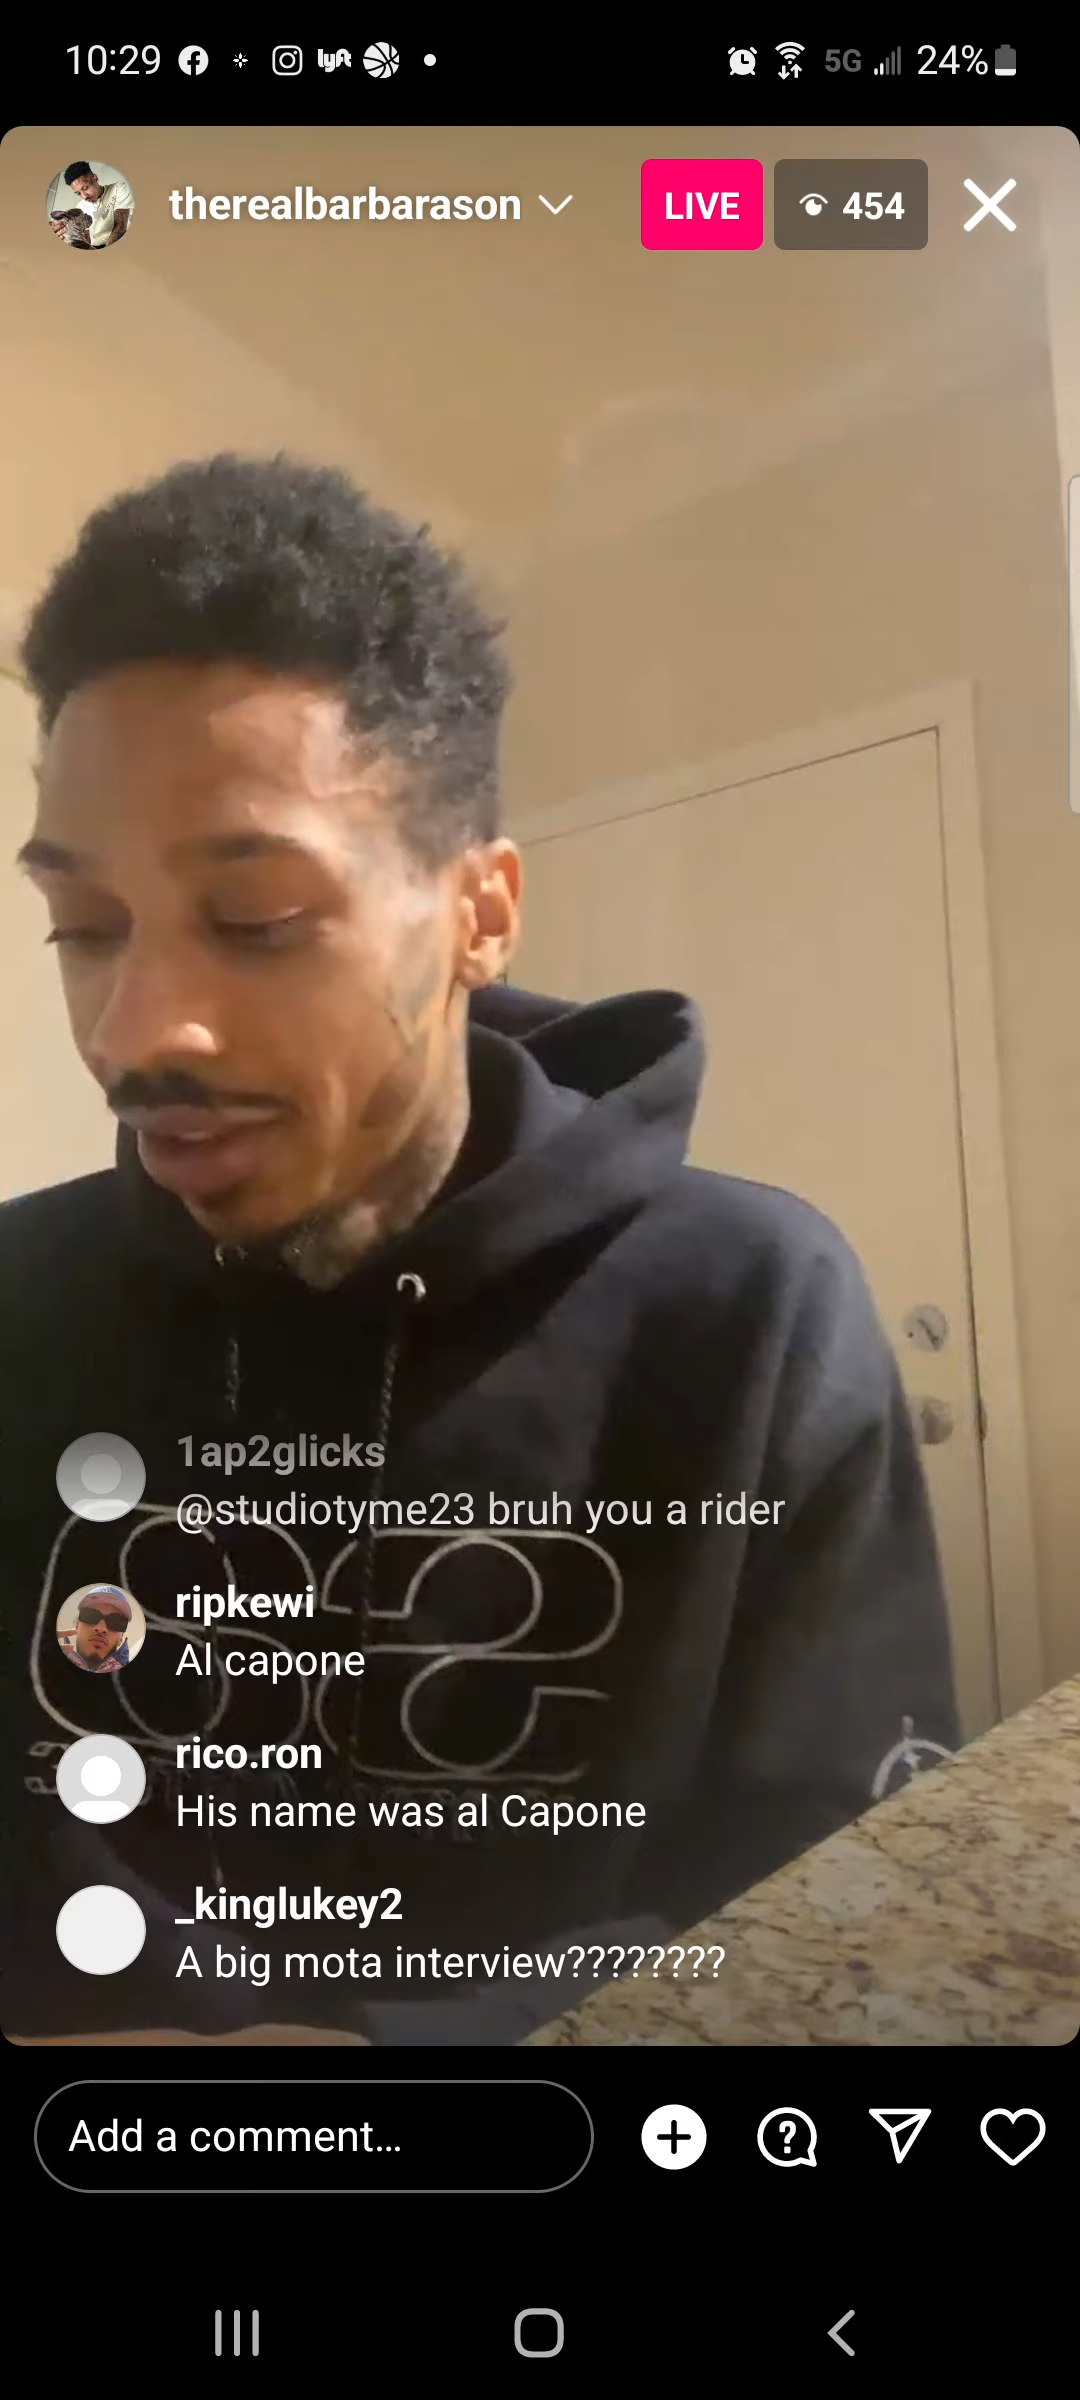 10:29
lyft
5G
24%
therealbarbarason
LIVE
454
1ap2glicks
@studiotyme23 bruh you a rider
ripkewi
Al capone
rico.ron
His name was al Capone
_kinglukey2
A big mota interview????????
Add a comment...